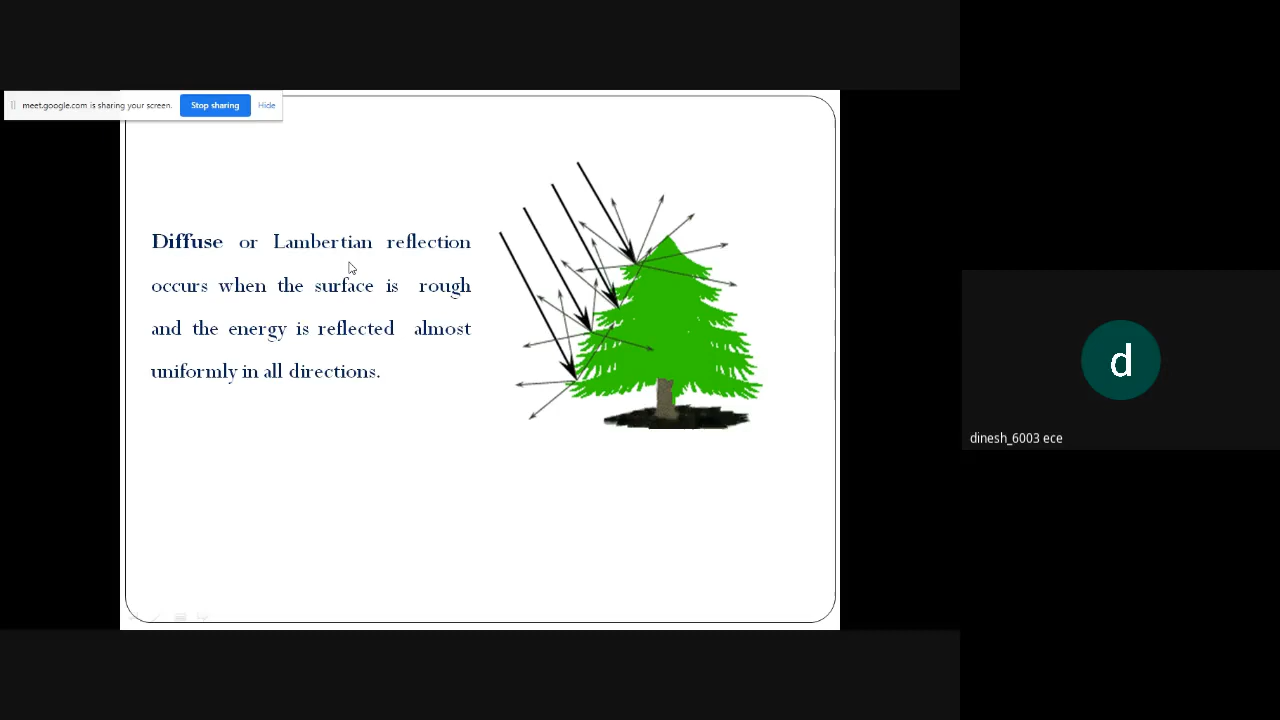 meet.google.com is sharing your screen. Stop sharing Hide
Diffuse or Lambertian reflection
occurs when the surface is rough
and the energy is reflected almost
uniformly in all directions.
d
dinesh_6003 ece